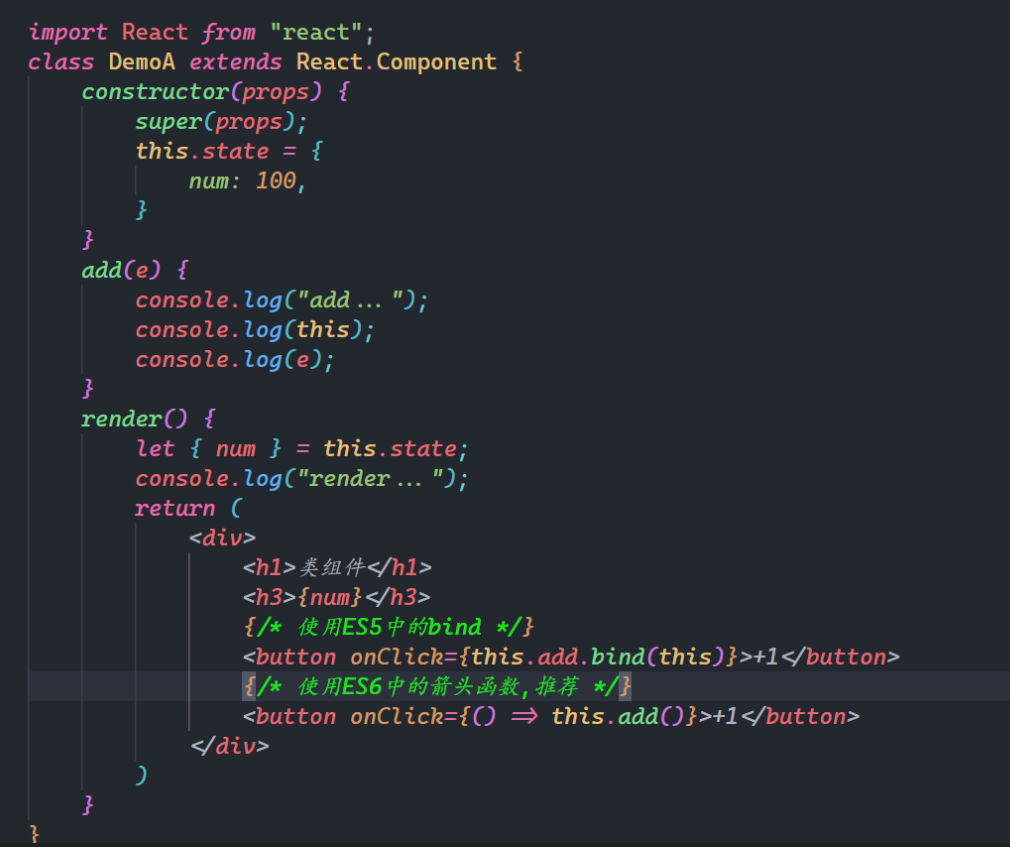 import React from "react";
class DemoA extends React.Component {
    constructor(props) {
        super(props);
        this.state = {
            num: 100,
        }
    }
    add(e) {
        console.log("add...");
        console.log(this);
        console.log(e);
    }
    render() {
        let { num } = this.state;
        console.log("render...");
        return (
            <div>
                <h1>类组件</h1>
                <h3>{num}</h3>
                {/* 使用ES5中的bind */}
                <button onClick={this.add.bind(this)}>+1</button>
                {/* 使用ES6中的箭头函数,推荐 */}
                <button onClick={() => this.add()}>+1</button>
            </div>
        )
    }
}